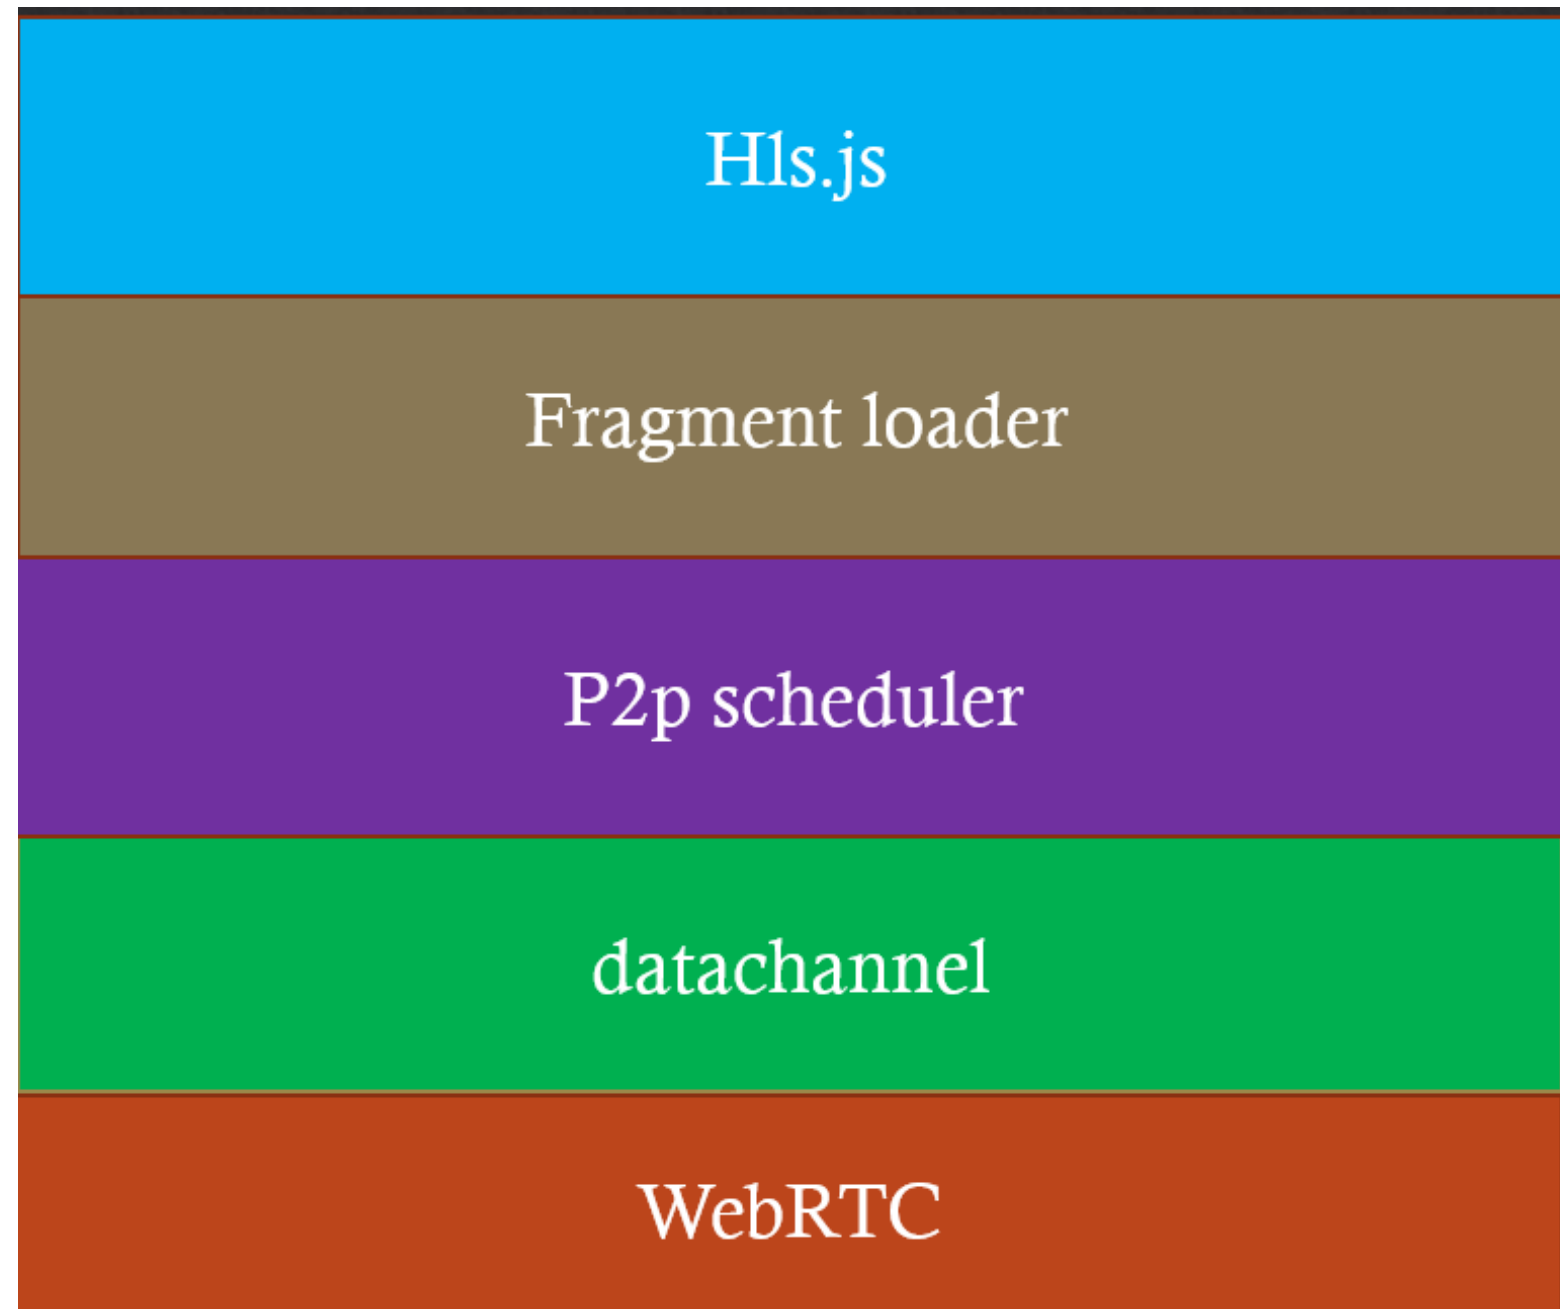 Hls.js
Fragment loader
P2p scheduler
datachannel
WebRTC